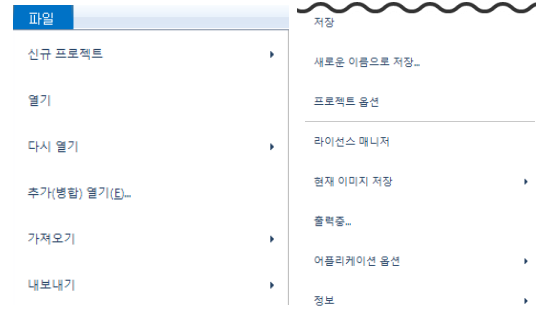 파일
신규 프로젝트
열기
다시 열기
추가(병합) 열기(E)...
가져오기
내보내기
저장
새로운 이름으로 저장...
프로젝트 옵션
라이선스 매니저
현재 이미지 저장
출력중...
어플리케이션 옵션
정보